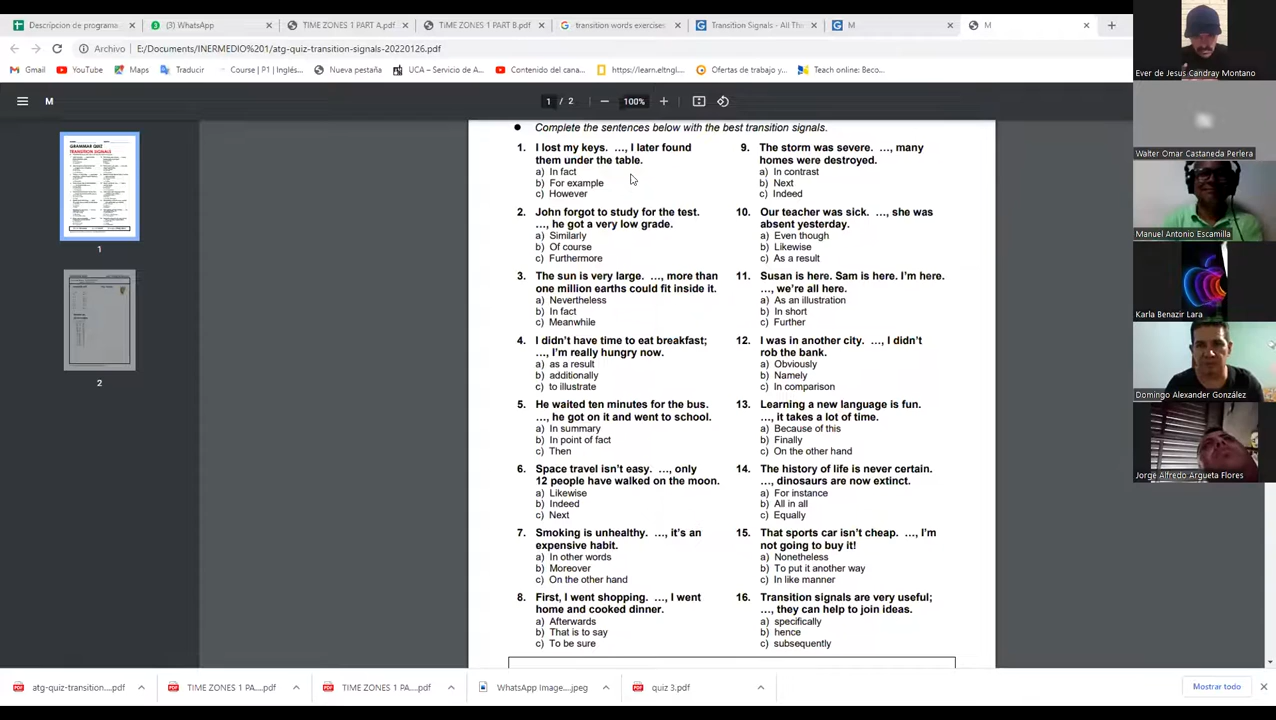 Descripcion de programa
(3) WhatsApp
TIME ZONES 1 PART A.pdf
TIME ZONES 1 PART B.pdf
transition words exercises
Transition Signals - All Thi
M
M
Archivo
E:/Documents/INERMEDIO%201/atg-quiz-transition-signals-20220126.pdf
Gmail
YouTube
Maps
Traducir
Course | P1 | Inglés...
Nueva pestaña
UCA – Servicio de A...
Contenido del cana...
https://learn.eltngl...
Ofertas de trabajo y...
Teach online: Beco...
M
1 / 2
100%
1
2
Complete the sentences below with the best transition signals.
1. I lost my keys. ..., I later found
them under the table.
a) In fact
b) For example
c) However
2. John forgot to study for the test.
..., he got a very low grade.
a) Similarly
b) Of course
c) Furthermore
3. The sun is very large. ..., more than
one million earths could fit inside it.
a) Nevertheless
b) In fact
c) Meanwhile
4. I didn't have time to eat breakfast;
..., I'm really hungry now.
a) as a result
b) additionally
c) to illustrate
5. He waited ten minutes for the bus.
..., he got on it and went to school.
a) In summary
b) In point of fact
c) Then
6. Space travel isn't easy. ..., only
12 people have walked on the moon.
a) Likewise
b) Indeed
c) Next
7. Smoking is unhealthy. ..., it's an
expensive habit.
a) In other words
b) Moreover
c) On the other hand
8. First, I went shopping. ..., I went
home and cooked dinner.
a) Afterwards
b) That is to say
c) To be sure
9. The storm was severe. ..., many
homes were destroyed.
a) In contrast
b) Next
c) Indeed
10. Our teacher was sick. ..., she was
absent yesterday.
a) Even though
b) Likewise
c) As a result
11. Susan is here. Sam is here. I'm here.
..., we're all here.
a) As an illustration
b) In short
c) Further
12. I was in another city. ..., I didn't
rob the bank.
a) Obviously
b) Namely
c) In comparison
13. Learning a new language is fun.
..., it takes a lot of time.
a) Because of this
b) Finally
c) On the other hand
14. The history of life is never certain.
..., dinosaurs are now extinct.
a) For instance
b) All in all
c) Equally
15. That sports car isn't cheap. ..., I'm
not going to buy it!
a) Nonetheless
b) To put it another way
c) In like manner
16. Transition signals are very useful;
..., they can help to join ideas.
a) specifically
b) hence
c) subsequently
Ever de Jesus Candray Montano
Walter Omar Castaneda Perlera
Manuel Antonio Escamilla
Karla Benazir Lara
Domingo Alexander González
Jorge Alfredo Argueta Flores
atg-quiz-transition....pdf
TIME ZONES 1 PA....pdf
TIME ZONES 1 PA....pdf
WhatsApp Image....jpeg
quiz 3.pdf
Mostrar todo